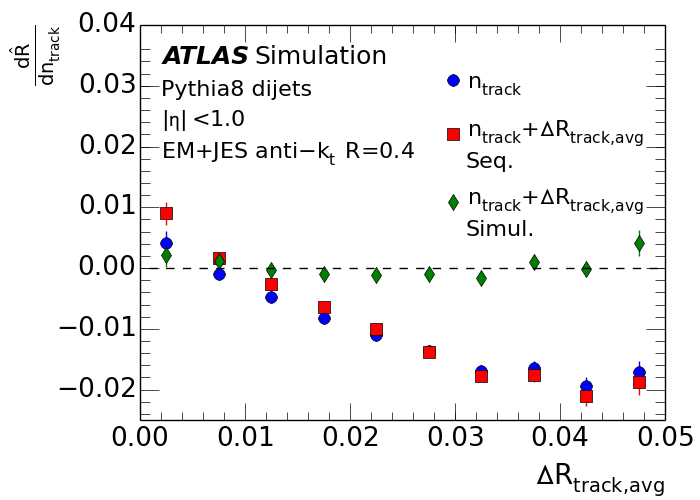 dR̂
dn_track
0.04
0.03
0.02
0.01
0.00
−0.01
−0.02
ATLAS Simulation
Pythia8 dijets
|η| <1.0
EM+JES anti−k_t R=0.4
n_track
n_track+ΔR_track,avg
Seq.
n_track+ΔR_track,avg
Simul.
0.00 0.01 0.02 0.03 0.04 0.05
ΔR_track,avg